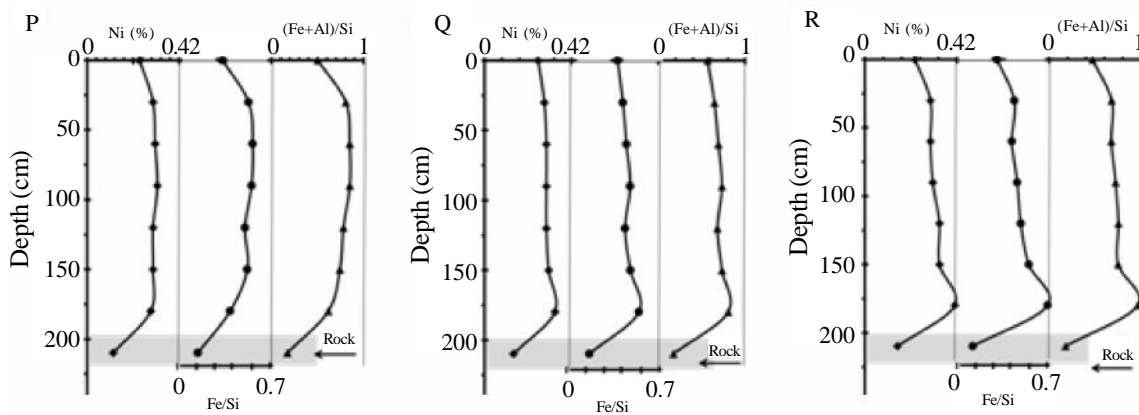 P
Ni (%)
(Fe+Al)/Si
0
0.42
0
1
0
50
100
150
200
Depth (cm)
Rock
0
0.7
Fe/Si
Q
Ni (%)
(Fe+Al)/Si
0
0.42
0
1
0
50
100
150
200
Depth (cm)
Rock
0
0.7
Fe/Si
R
Ni (%)
(Fe+Al)/Si
0
0.42
0
1
0
50
100
150
200
Depth (cm)
Rock
0
0.7
Fe/Si